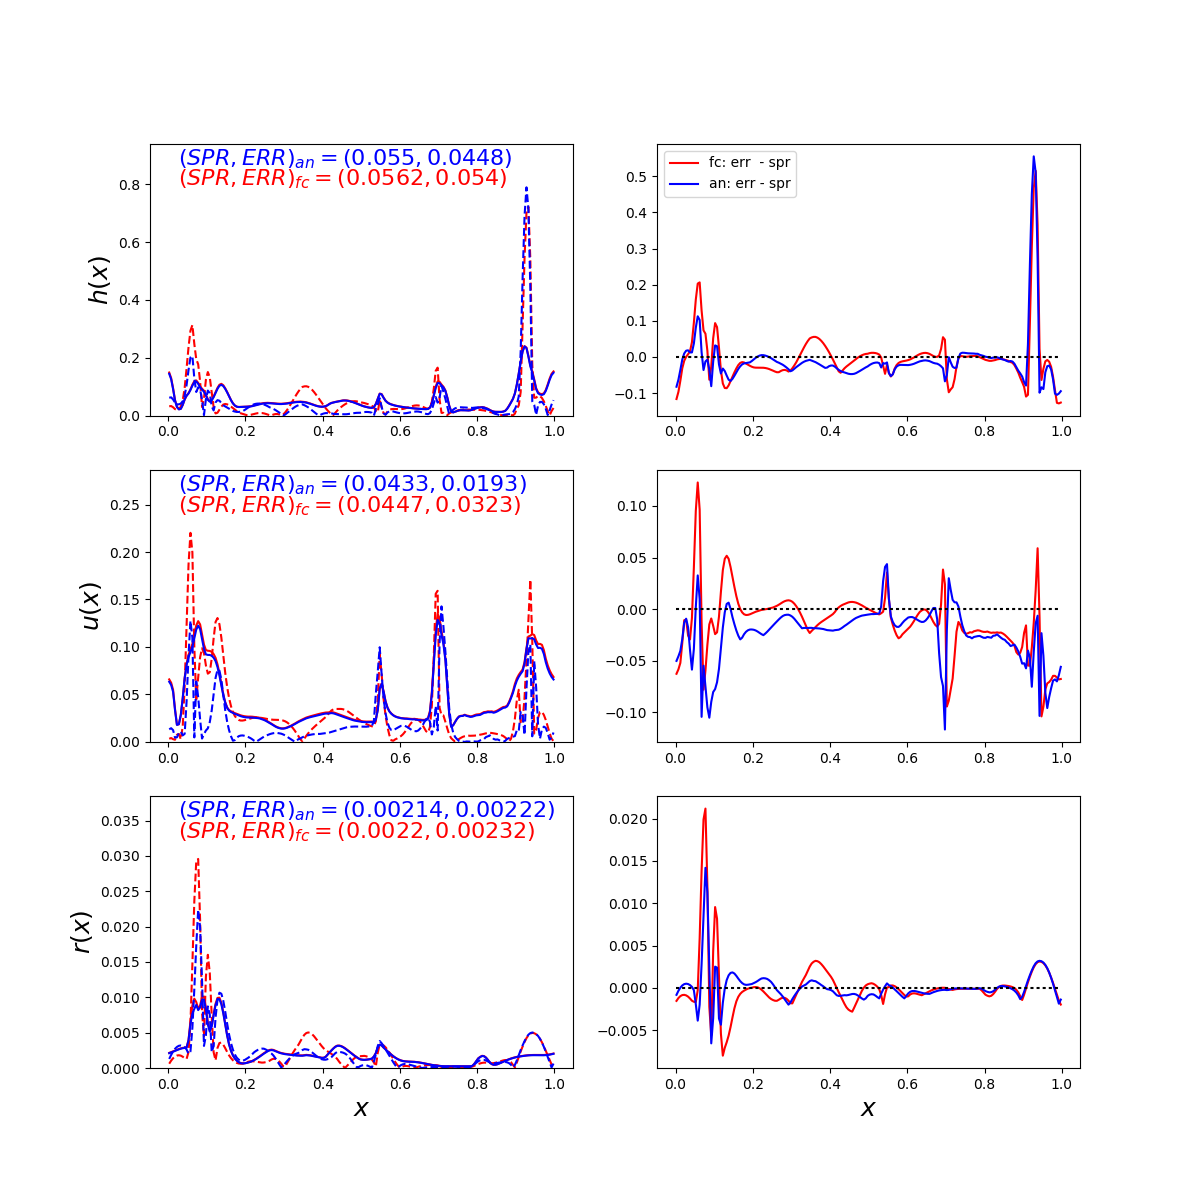 (SPR, ERR)an = (0.055, 0.0448)
(SPR, ERR)fc = (0.0562, 0.054)
h(x)
0.8
0.6
0.4
0.2
0.0
0.0 0.2 0.4 0.6 0.8 1.0
fc: err - spr
an: err - spr
0.5
0.4
0.3
0.2
0.1
0.0
−0.1
0.0 0.2 0.4 0.6 0.8 1.0
(SPR, ERR)an = (0.0433, 0.0193)
(SPR, ERR)fc = (0.0447, 0.0323)
u(x)
0.25
0.20
0.15
0.10
0.05
0.00
0.0 0.2 0.4 0.6 0.8 1.0
0.10
0.05
0.00
−0.05
−0.10
0.0 0.2 0.4 0.6 0.8 1.0
(SPR, ERR)an = (0.00214, 0.00222)
(SPR, ERR)fc = (0.0022, 0.00232)
r(x)
0.035
0.030
0.025
0.020
0.015
0.010
0.005
0.000
0.0 0.2 0.4 0.6 0.8 1.0
x
0.020
0.015
0.010
0.005
0.000
−0.005
0.0 0.2 0.4 0.6 0.8 1.0
x